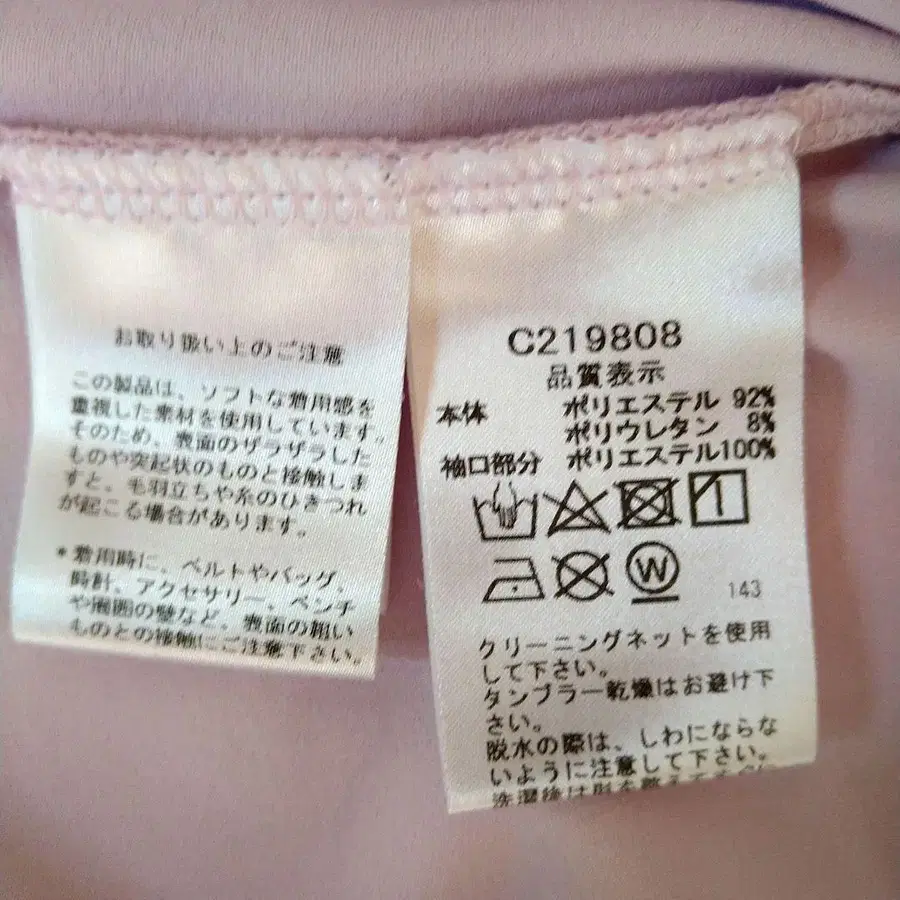 お取り扱い上のご注意
この製品は、ソフトな着用感を
重視した素材を使用しています。
そのため、表面のザラザラした
ものや突起状のものと接触しま
すと、毛羽立ちや糸のひきつれ
が起こる場合があります。
*着用時に、ベルトやバッグ、
時計、アクセサリー、ベンチ
や周囲の壁など、表面の粗い
ものとの接触にご注意下さい。
C219808
品質表示
本体 ポリエステル 92%
ポリウレタン 8%
袖口部分 ポリエステル100%
W
143
クリーニングネットを使用
して下さい。
タンブラー乾燥はお避け下
さい。
脱水の際は、しわにならな
いように注意して下さい。
洗濯後は形を整えて